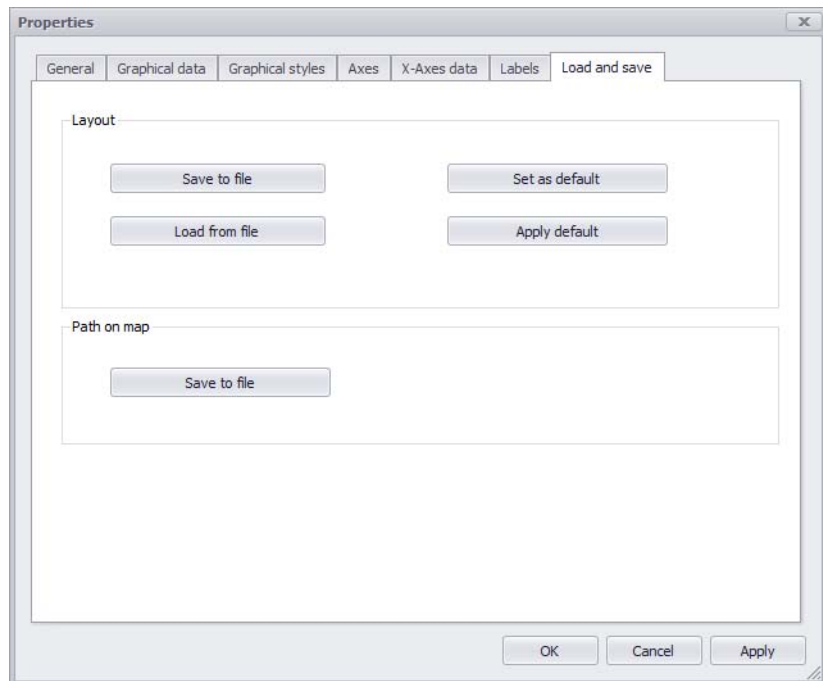 Properties
General Graphical data Graphical styles Axes X-Axes data Labels Load and save
Layout
Save to file Set as default
Load from file Apply default
Path on map
Save to file
OK Cancel Apply